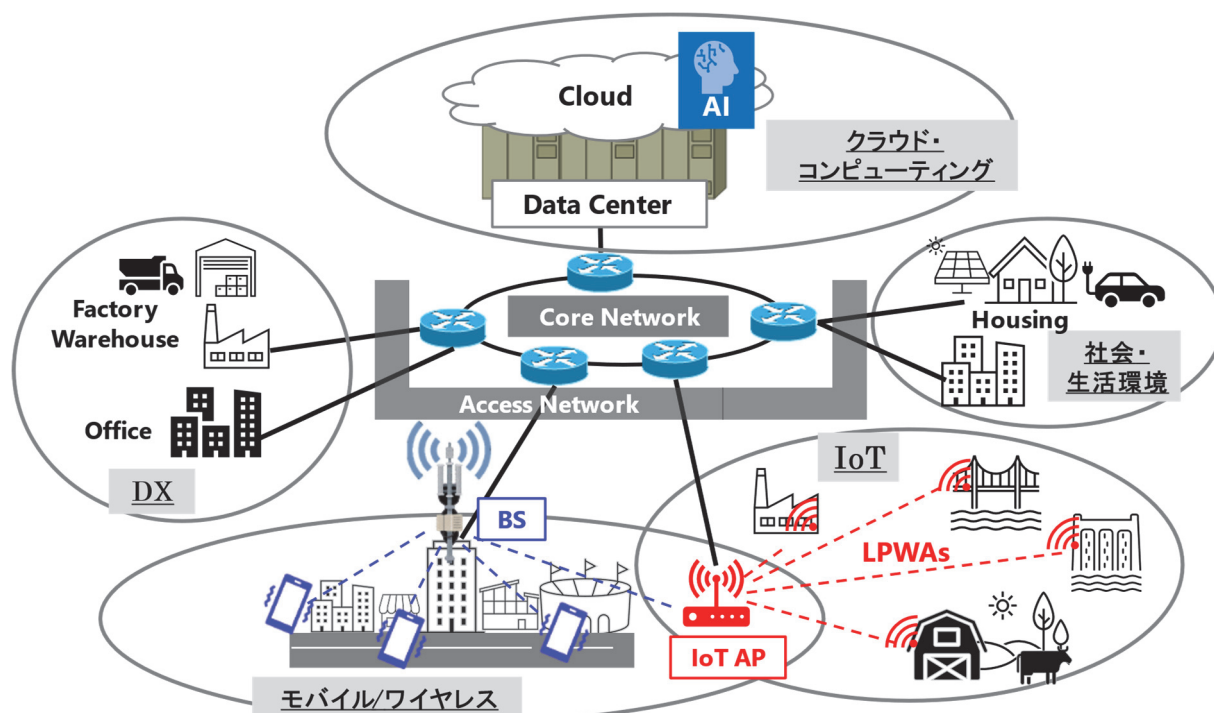 Cloud
AI
クラウド・
コンピューティング
Data Center
Factory
Warehouse
Office
DX
Core Network
Access Network
Housing
社会・
生活環境
IoT
BS
LPWAs
IoT AP
モバイル/ワイヤレス